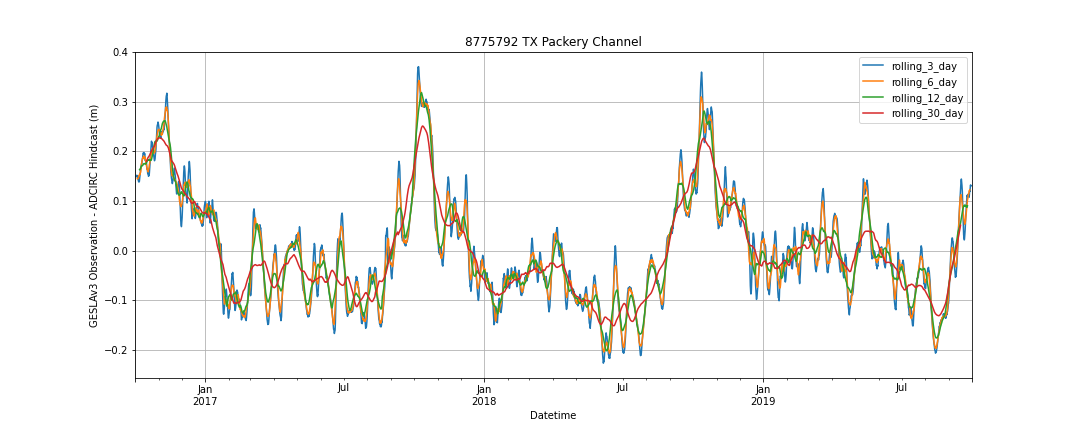 8775792 TX Packery Channel
GESLAv3 Observation - ADCIRC Hindcast (m)
0.4
0.3
0.2
0.1
0.0
−0.1
−0.2
rolling_3_day
rolling_6_day
rolling_12_day
rolling_30_day
Jan
2017
Jul
Jan
2018
Jul
Jan
2019
Jul
Datetime